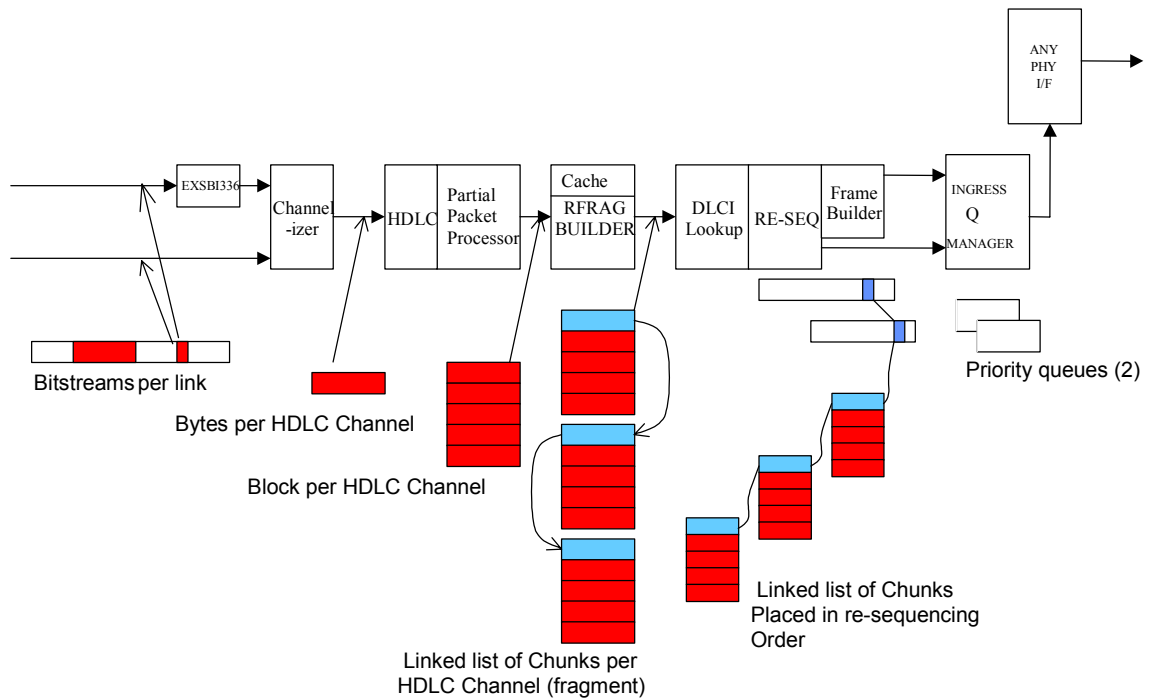 ANY
PHY
I/F
EXSBI336
Channel
-izer
HDLC
Partial
Packet
Processor
Cache
RFRAG
BUILDER
DLCI
Lookup
RE-SEQ
Frame
Builder
INGRESS
Q
MANAGER
Bitstreams per link
Bytes per HDLC Channel
Block per HDLC Channel
Linked list of Chunks per
HDLC Channel (fragment)
Linked list of Chunks
Placed in re-sequencing
Order
Priority queues (2)